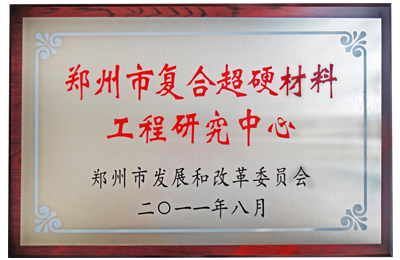 郑州市复合超硬材料
工程研究中心
郑州市发展和改革委员会
二〇一一年八月